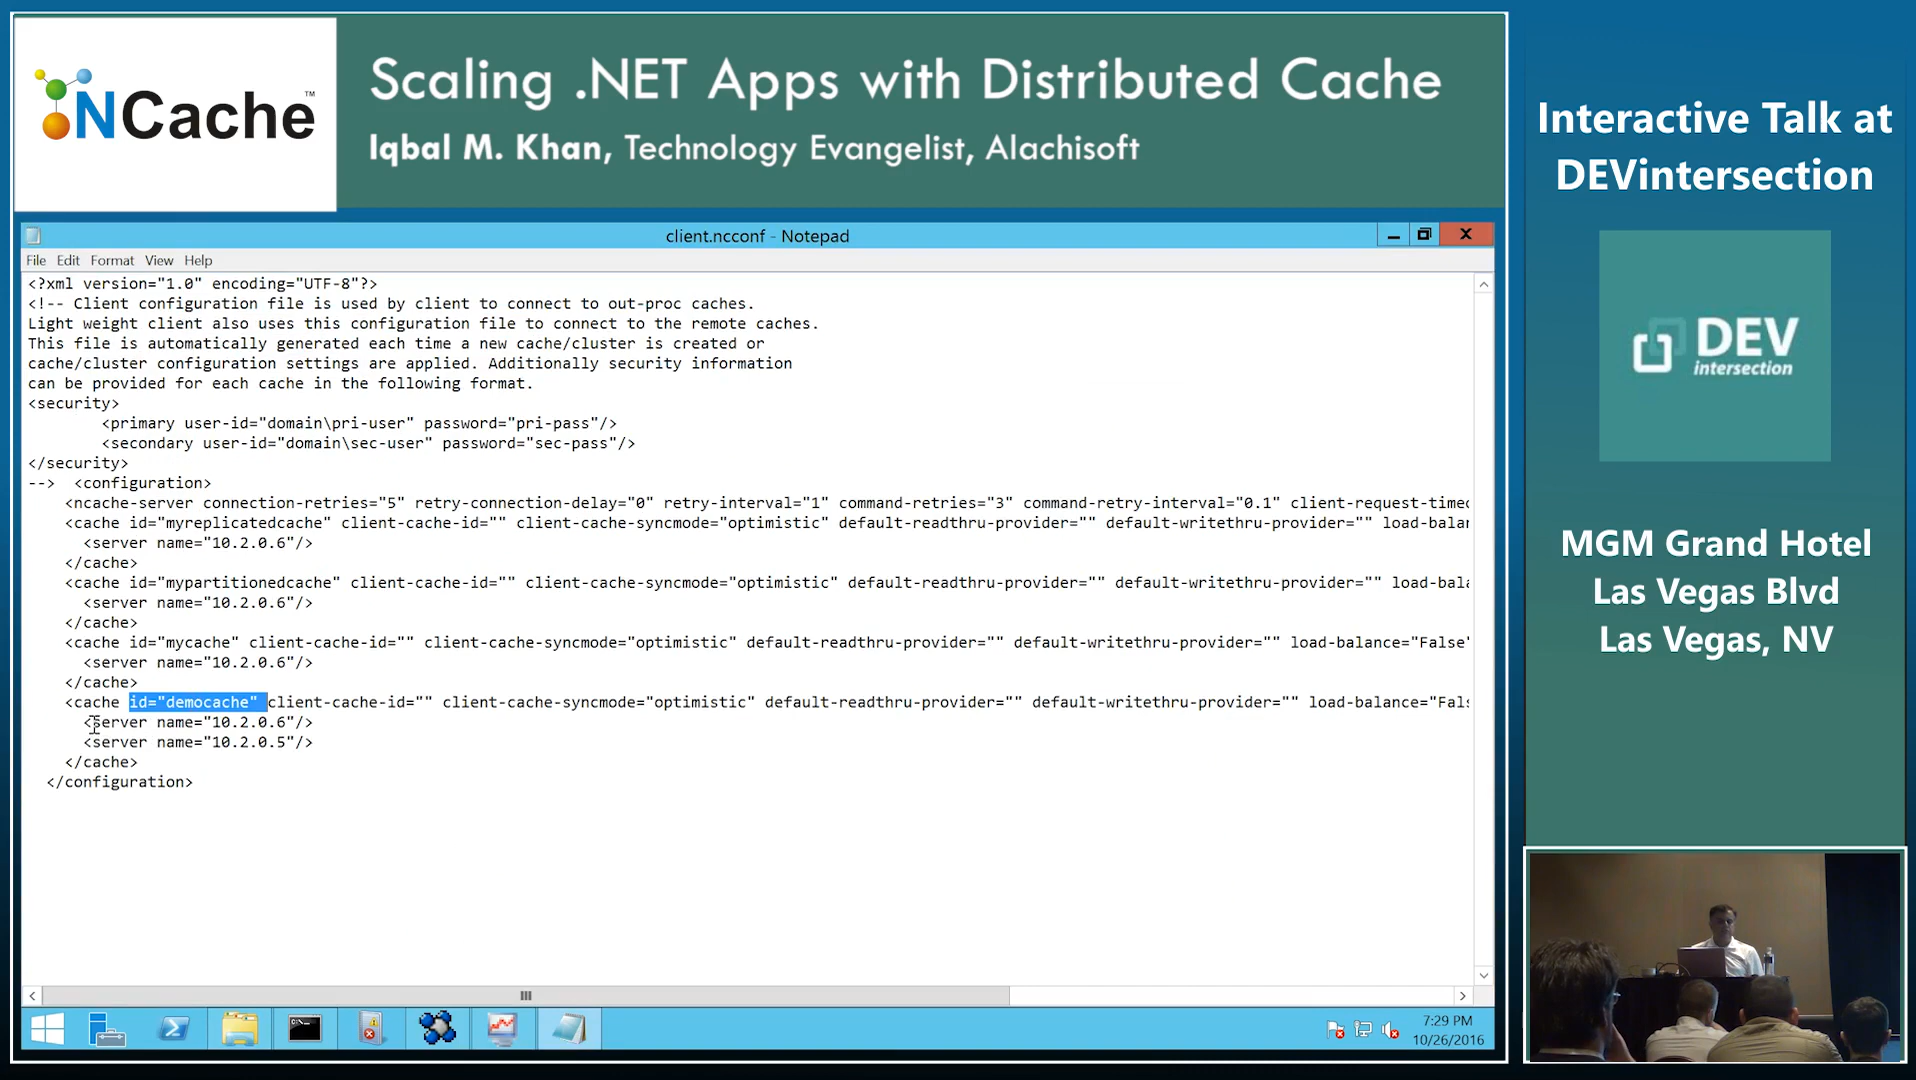 NCache™
Scaling .NET Apps with Distributed Cache
Iqbal M. Khan, Technology Evangelist, Alachisoft
Interactive Talk at
DEVintersection
DEV
intersection
MGM Grand Hotel
Las Vegas Blvd
Las Vegas, NV
client.ncconf - Notepad
File Edit Format View Help
<?xml version="1.0" encoding="UTF-8"?>
<!-- Client configuration file is used by client to connect to out-proc caches.
Light weight client also uses this configuration file to connect to the remote caches.
This file is automatically generated each time a new cache/cluster is created or
cache/cluster configuration settings are applied. Additionally security information
can be provided for each cache in the following format.
<security>
<primary user-id="domain\pri-user" password="pri-pass"/>
<secondary user-id="domain\sec-user" password="sec-pass"/>
</security>
--> <configuration>
<ncache-server connection-retries="5" retry-connection-delay="0" retry-interval="1" command-retries="3" command-retry-interval="0.1" client-request-timeo
<cache id="myreplicatedcache" client-cache-id="" client-cache-syncmode="optimistic" default-readthru-provider="" default-writethru-provider="" load-balan
<server name="10.2.0.6"/>
</cache>
<cache id="mypartitionedcache" client-cache-id="" client-cache-syncmode="optimistic" default-readthru-provider="" default-writethru-provider="" load-bala
<server name="10.2.0.6"/>
</cache>
<cache id="mycache" client-cache-id="" client-cache-syncmode="optimistic" default-readthru-provider="" default-writethru-provider="" load-balance="False"
<server name="10.2.0.6"/>
</cache>
<cache id="democache" client-cache-id="" client-cache-syncmode="optimistic" default-readthru-provider="" default-writethru-provider="" load-balance="Fals
<server name="10.2.0.6"/>
<server name="10.2.0.5"/>
</cache>
</configuration>
7:29 PM
10/26/2016